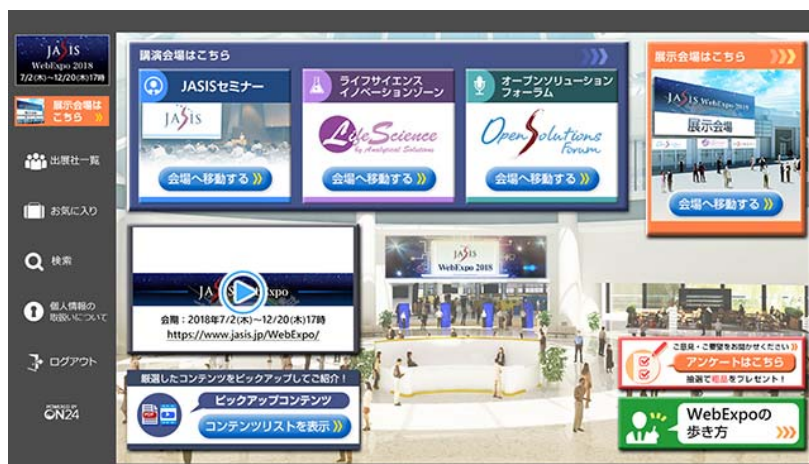 JASIS
WebExpo 2018
7/2(木)~12/20(木)17時
展示会場は
こちら
出展社一覧
お気に入り
検索
個人情報の
取扱いについて
ログアウト
POWERED BY
ON24
講演会場はこちら
JASISセミナー
JASIS
会場へ移動する
ライフサイエンス
イノベーションゾーン
LifeScience
by Analytical Solutions
会場へ移動する
オープンソリューション
フォーラム
Open Solutions
Forum
会場へ移動する
展示会場はこちら
JASIS WebExpo 2018
展示会場
会場へ移動する
会期:2018年7/2(木)~12/20(木)17時
https://www.jasis.jp/WebExpo/
JASIS
WebExpo 2018
厳選したコンテンツをピックアップしてご紹介!
PDF
ピックアップコンテンツ
コンテンツリストを表示
ご意見・ご要望をお聞かせください
アンケートはこちら
抽選で粗品をプレゼント!
WebExpoの
歩き方